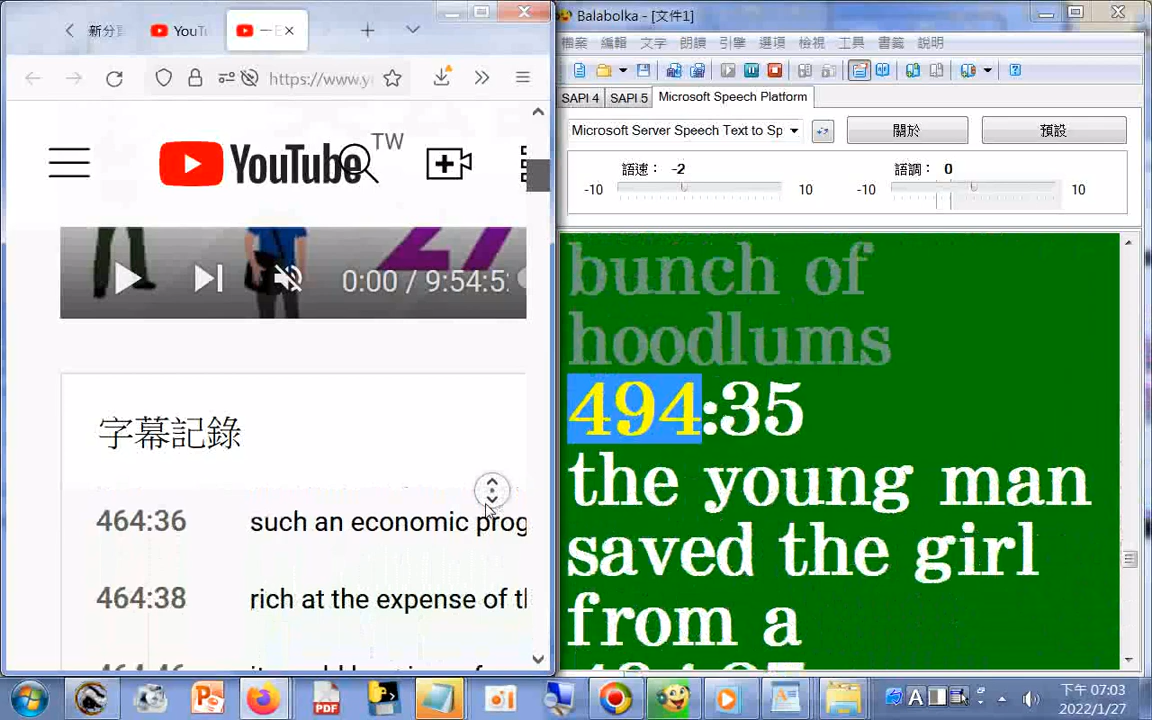 新分
YouTu
一 E
https://www.y
TW
YouTube
0:00 / 9:54:5
字幕記錄
464:36
such an economic prog
464:38
rich at the expense of th
Balabolka - [文件1]
檔案 編輯 文字 朗讀 引擎 選項 檢視 工具 書籤 說明
SAPI 4 SAPI 5 Microsoft Speech Platform
Microsoft Server Speech Text to Sp
關於
預設
語速： -2
-10
10
語調： 0
-10
10
bunch of
hoodlums
494:35
the young man
saved the girl
from a
PDF
A
下午 07:03
2022/1/27